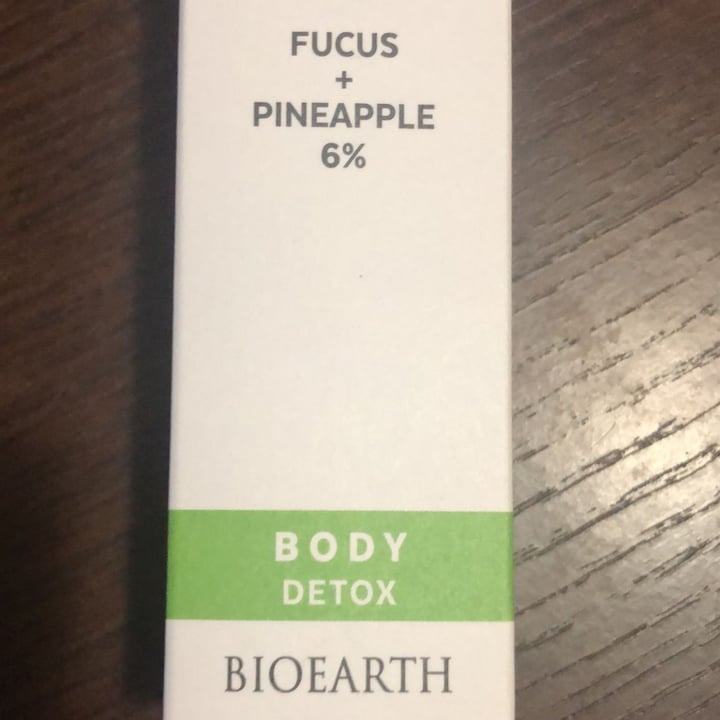 FUCUS
+
PINEAPPLE
6%
BODY
DETOX
BIOEARTH